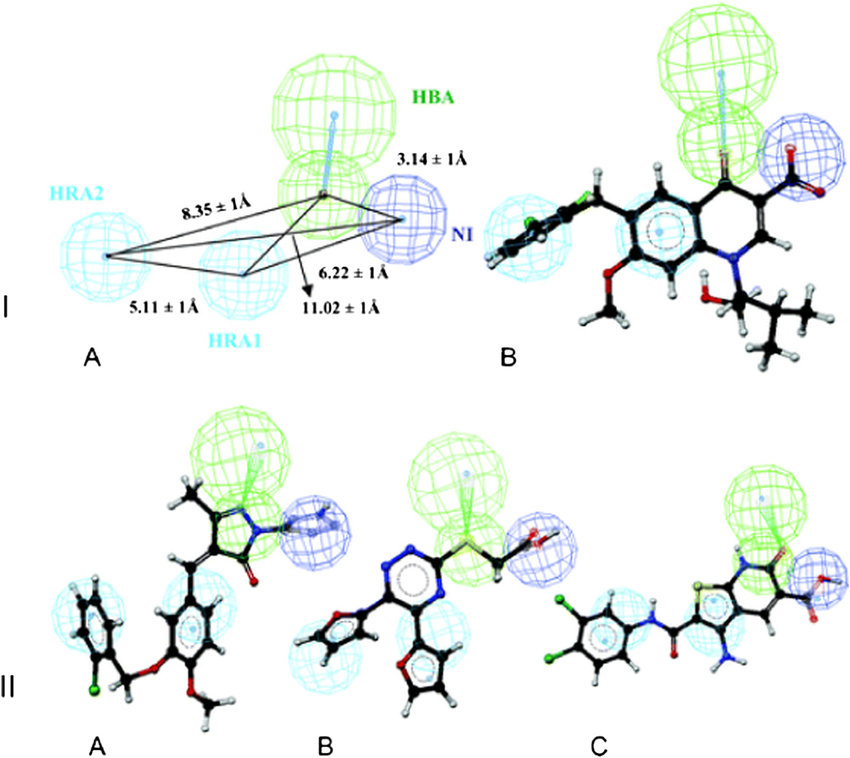 HBA
3.14 ± 1Å
HRA2
8.35 ± 1Å
NI
6.22 ± 1Å
I
5.11 ± 1Å
11.02 ± 1Å
HRA1
A
B
II
A
B
C